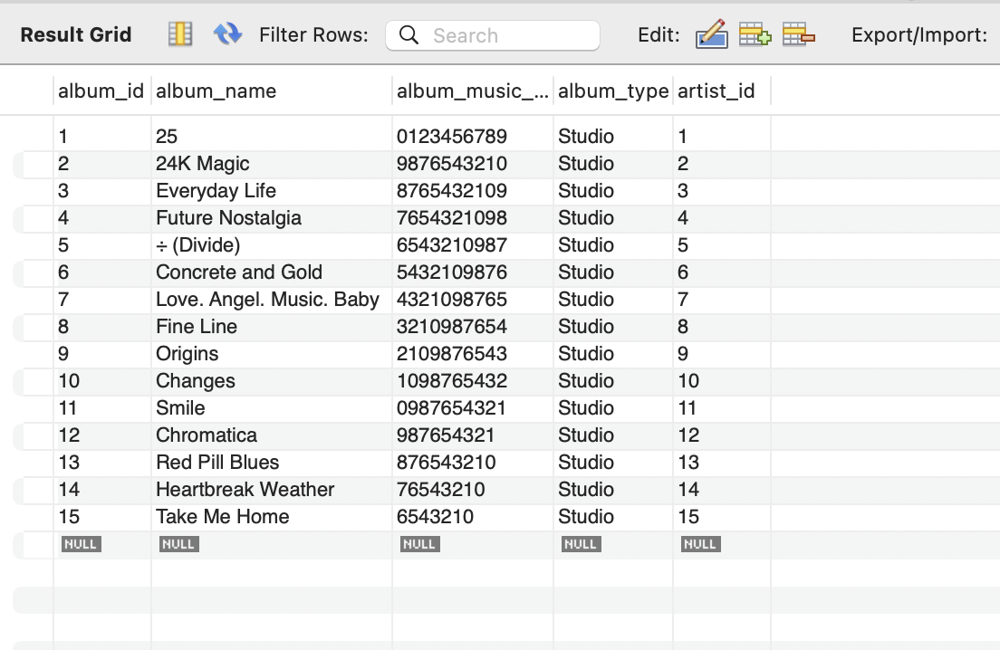 Result Grid Filter Rows: Search Edit: Export/Import:
album_id album_name album_music_... album_type artist_id
1 25 0123456789 Studio 1
2 24K Magic 9876543210 Studio 2
3 Everyday Life 8765432109 Studio 3
4 Future Nostalgia 7654321098 Studio 4
5 ÷ (Divide) 6543210987 Studio 5
6 Concrete and Gold 5432109876 Studio 6
7 Love. Angel. Music. Baby 4321098765 Studio 7
8 Fine Line 3210987654 Studio 8
9 Origins 2109876543 Studio 9
10 Changes 1098765432 Studio 10
11 Smile 0987654321 Studio 11
12 Chromatica 987654321 Studio 12
13 Red Pill Blues 876543210 Studio 13
14 Heartbreak Weather 76543210 Studio 14
15 Take Me Home 6543210 Studio 15
NULL NULL NULL NULL NULL